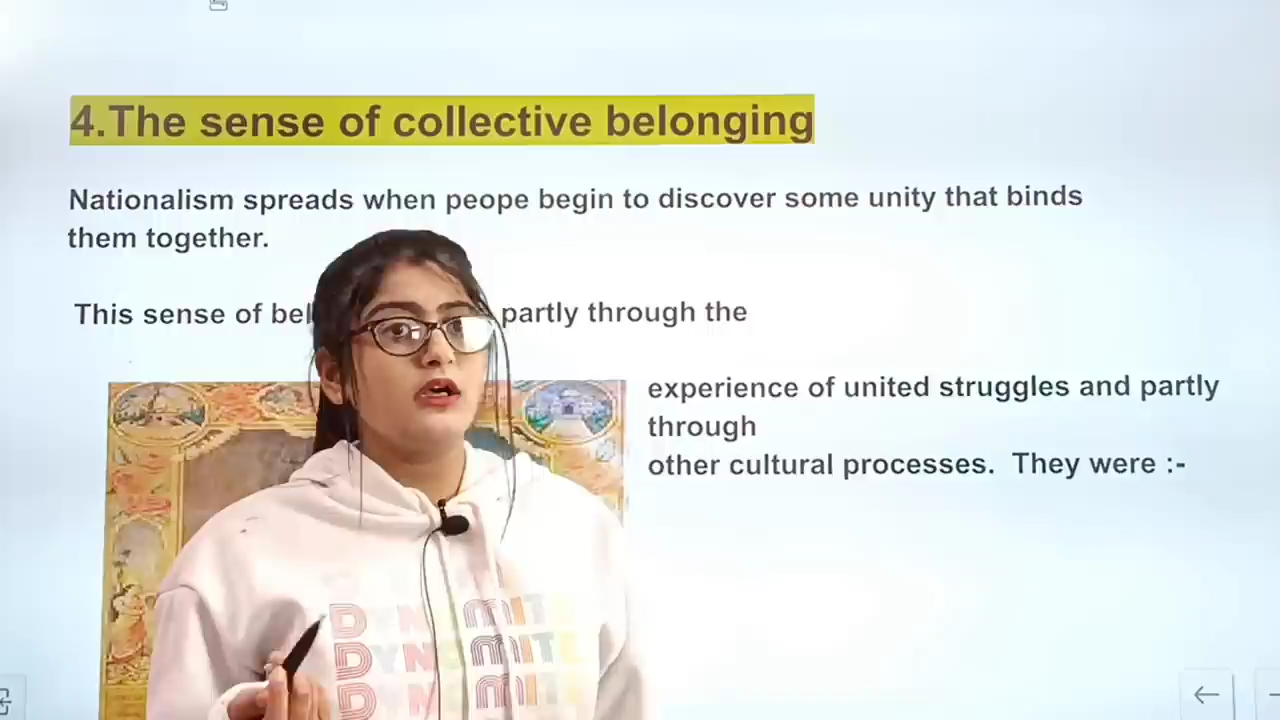 4.The sense of collective belonging
Nationalism spreads when peope begin to discover some unity that binds
them together.
This sense of partly through the
experience of united struggles and partly
through
other cultural processes. They were :-